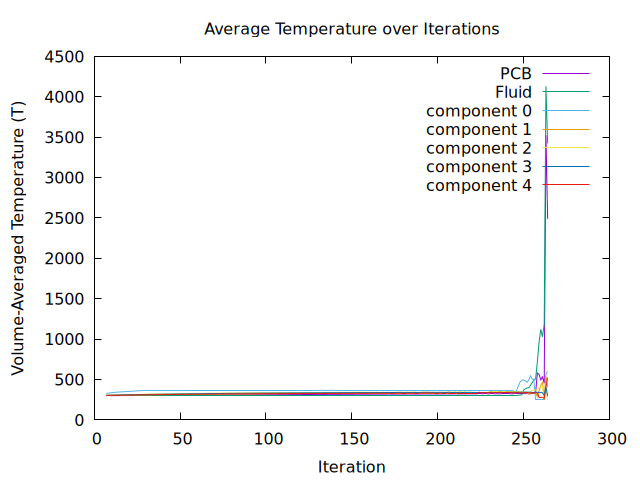 Average Temperature over Iterations
Volume-Averaged Temperature (T)
4500
4000
3500
3000
2500
2000
1500
1000
500
0
PCB
Fluid
component 0
component 1
component 2
component 3
component 4
0 50 100 150 200 250 300
Iteration